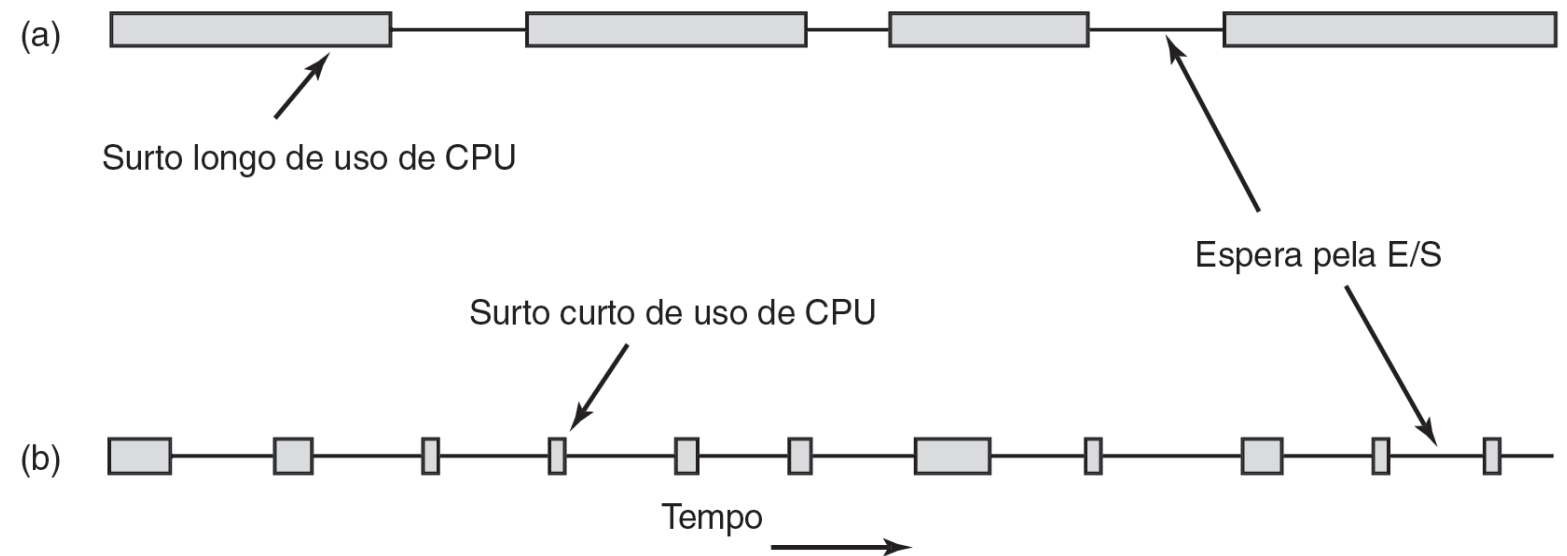 (a)
Surto longo de uso de CPU
Espera pela E/S
Surto curto de uso de CPU
(b)
Tempo